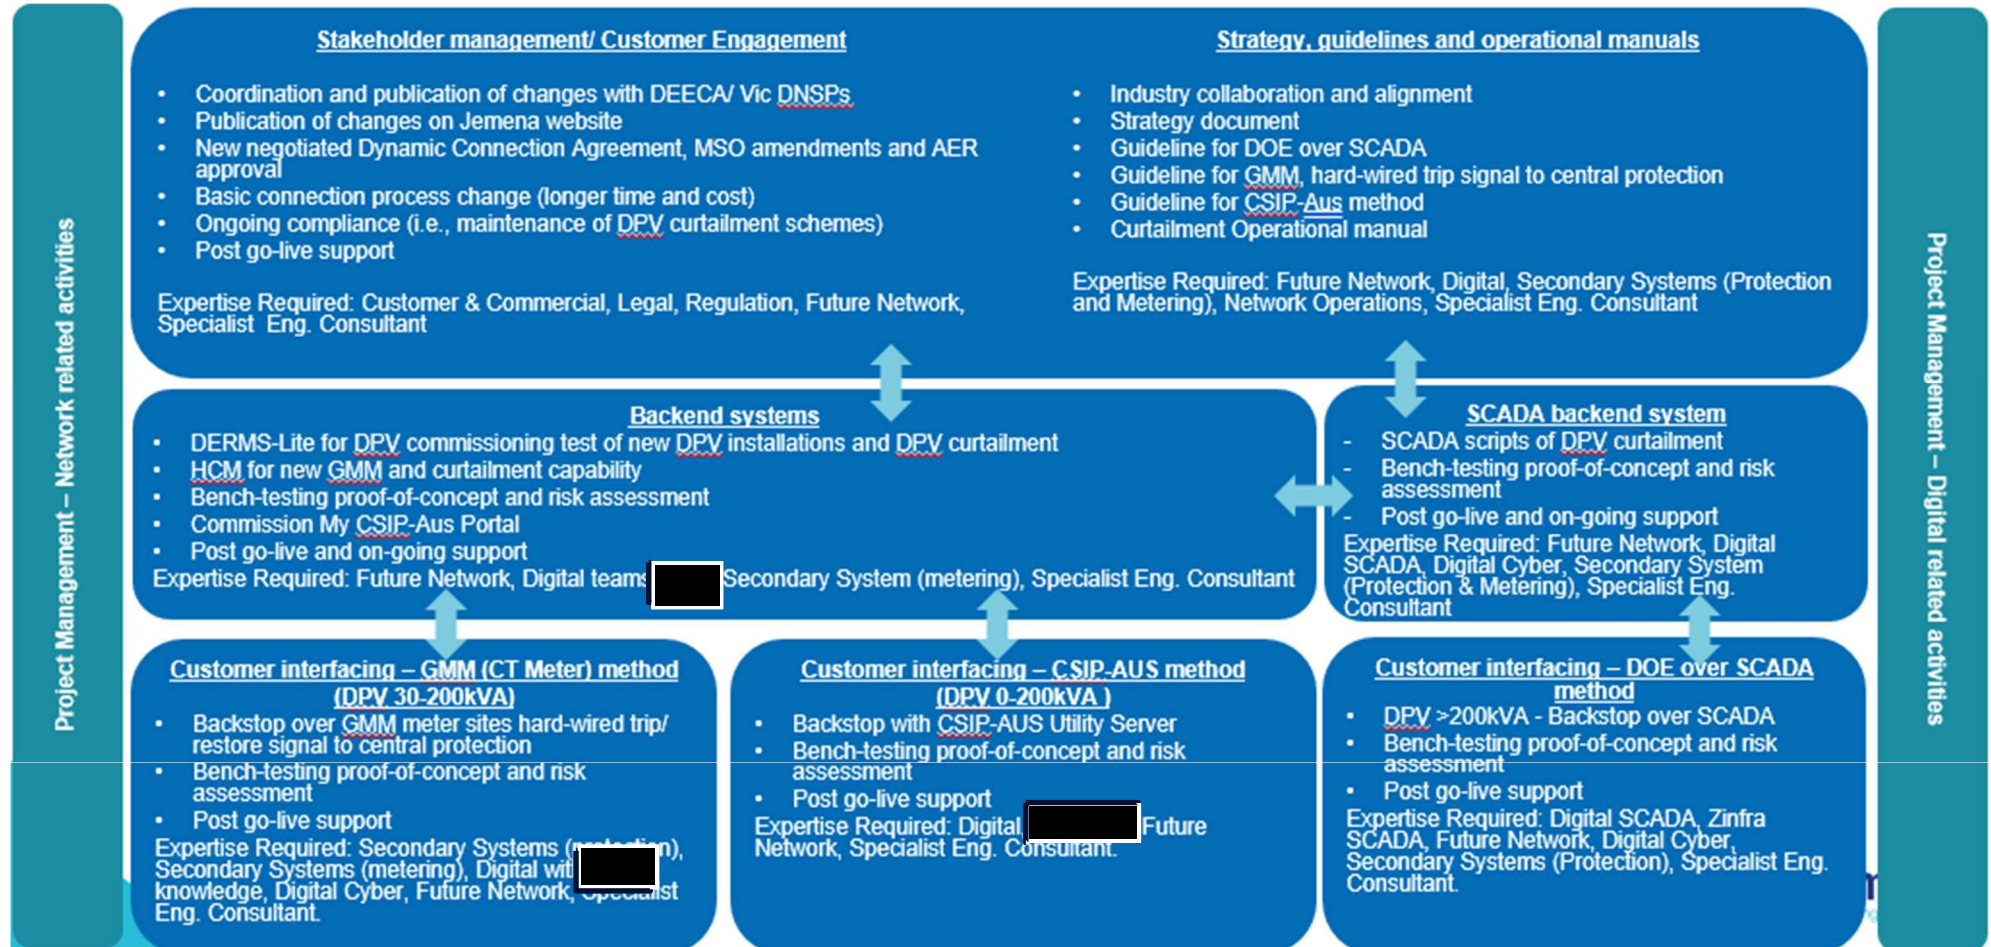 Project Management – Network related activities
Stakeholder management/ Customer Engagement
• Coordination and publication of changes with DEECA/ Vic DNSPs
• Publication of changes on Jemena website
• New negotiated Dynamic Connection Agreement, MSO amendments and AER
approval
• Basic connection process change (longer time and cost)
• Ongoing compliance (i.e., maintenance of DPV curtailment schemes)
• Post go-live support
Expertise Required: Customer & Commercial, Legal, Regulation, Future Network,
Specialist Eng. Consultant
Strategy, guidelines and operational manuals
• Industry collaboration and alignment
• Strategy document
• Guideline for DOE over SCADA
• Guideline for GMM, hard-wired trip signal to central protection
• Guideline for CSIP-Aus method
• Curtailment Operational manual
Expertise Required: Future Network, Digital, Secondary Systems (Protection
and Metering), Network Operations, Specialist Eng. Consultant
Backend systems
• DERMS-Lite for DPV commissioning test of new DPV installations and DPV curtailment
• HCM for new GMM and curtailment capability
• Bench-testing proof-of-concept and risk assessment
• Commission My CSIP-Aus Portal
• Post go-live and on-going support
Expertise Required: Future Network, Digital teams Secondary System (metering), Specialist Eng. Consultant
SCADA backend system
- SCADA scripts of DPV curtailment
- Bench-testing proof-of-concept and risk
assessment
- Post go-live and on-going support
Expertise Required: Future Network, Digital
SCADA, Digital Cyber, Secondary System
(Protection & Metering), Specialist Eng.
Consultant
Customer interfacing – GMM (CT Meter) method
(DPV 30-200kVA)
• Backstop over GMM meter sites hard-wired trip/
restore signal to central protection
• Bench-testing proof-of-concept and risk
assessment
• Post go-live support
Expertise Required: Secondary Systems (protection),
Secondary Systems (metering), Digital
knowledge, Digital Cyber, Future Network, Specialist
Eng. Consultant.
Customer interfacing – CSIP-AUS method
(DPV 0-200kVA )
• Backstop with CSIP-AUS Utility Server
• Bench-testing proof-of-concept and risk
assessment
• Post go-live support
Expertise Required: Digital Future
Network, Specialist Eng. Consultant.
Customer interfacing – DOE over SCADA
method
• DPV >200kVA - Backstop over SCADA
• Bench-testing proof-of-concept and risk
assessment
• Post go-live support
Expertise Required: Digital SCADA, Zinfra
SCADA, Future Network, Digital Cyber,
Secondary Systems (Protection), Specialist Eng.
Consultant.
Project Management – Digital related activities